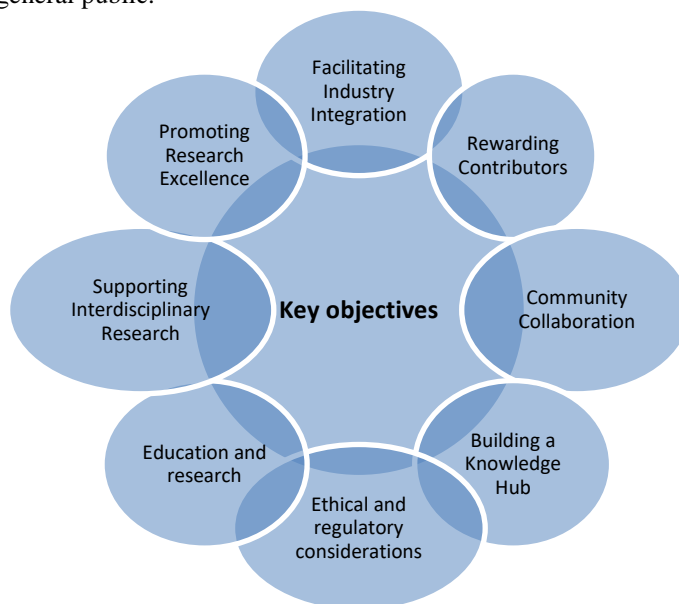 general public.
Facilitating
Industry
Integration
Promoting
Research
Excellence
Rewarding
Contributors
Supporting
Interdisciplinary
Research
Key objectives
Community
Collaboration
Education and
research
Building a
Knowledge
Hub
Ethical and
regulatory
considerations